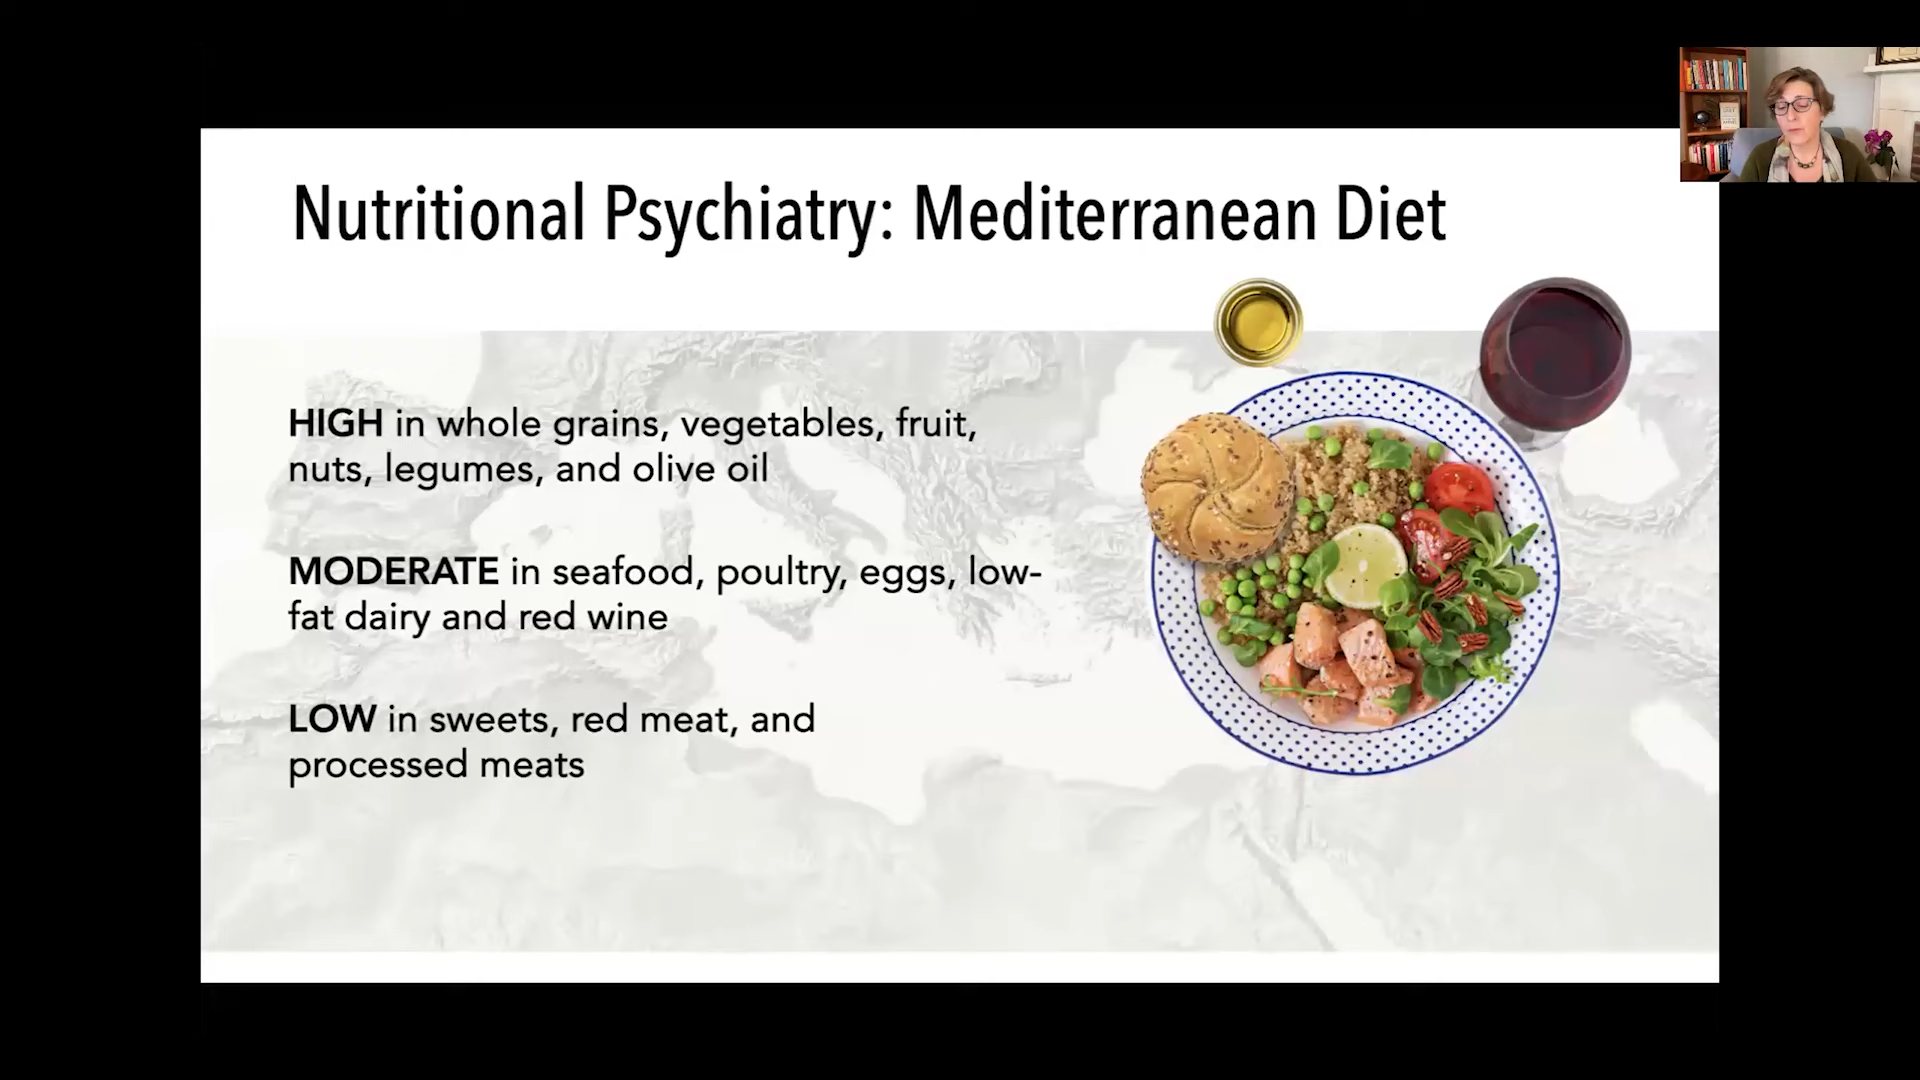 Nutritional Psychiatry: Mediterranean Diet
HIGH in whole grains, vegetables, fruit,
nuts, legumes, and olive oil
MODERATE in seafood, poultry, eggs, low-
fat dairy and red wine
LOW in sweets, red meat, and
processed meats